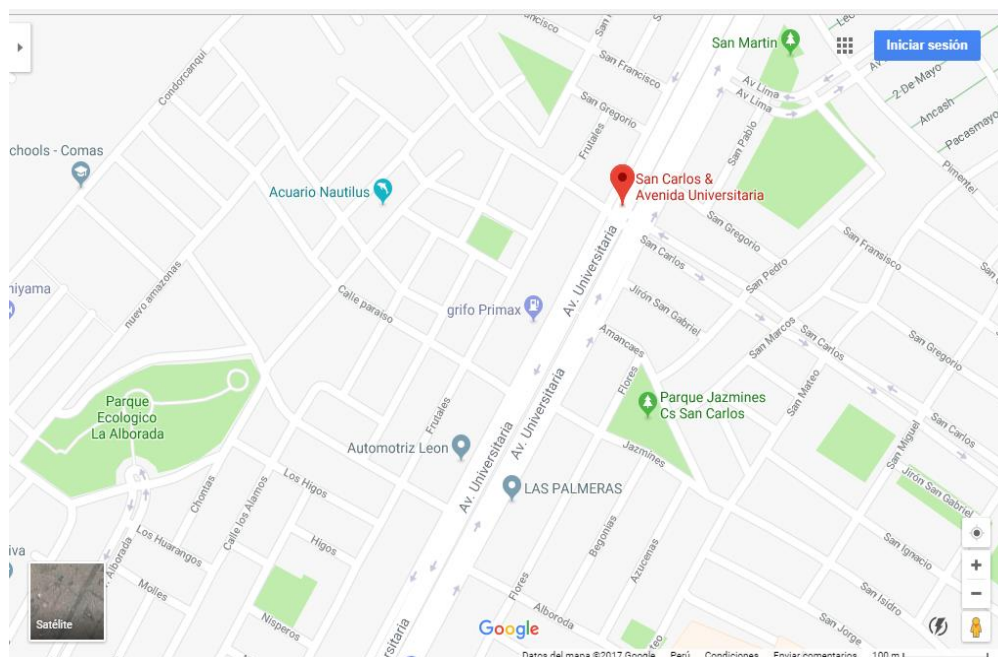 San Martin
Iniciar sesión
San Francisco
Av Lima
Av Lima
2 De Mayo
Ancash
Pacasmayo
Condorcanqui
San Gregorio
Frutales
San Pablo
Pimentel
chools - Comas
Acuario Nautilus
San Carlos &
Avenida Universitaria
San Gregorio
San Fransisco
San Carlos
Av. Universitaria
San Pedro
nuevo amazonas
niyama
Calle paraiso
grifo Primax
Jirón San Gabriel
San Marcos
San Carlos
Amancaes
San Gregorio
Flores
San Mateo
Parque
Ecologico
La Alborada
Parque Jazmines
Cs San Carlos
Av. Universitaria
Frutales
Automotriz Leon
Jazmines
San Miguel
San Carlos
Av. Universitaria
LAS PALMERAS
Jirón San Gabriel
Los Higos
Chontas
Calle los Alamos
Los Huarangos
Higos
Begonias
Azucenas
San Ignacio
Alborada
Molles
Satélite
Nisperos
Flores
Alboroda
San Isidro
San Jorge
Google
Datos del mapa ©2017 Google Perú Condiciones Enviar comentarios 100 m